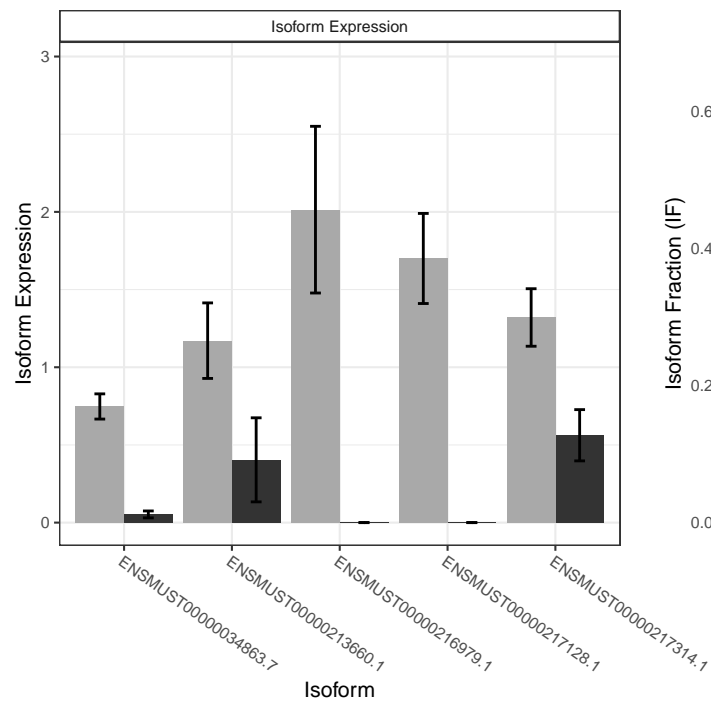 Isoform Expression
3
2
1
0
Isoform Expression
ENSMUST00000034863.7
ENSMUST00000213660.1
ENSMUST00000216979.1
ENSMUST00000217128.1
ENSMUST00000217314.1
Isoform
0.6
0.4
0.2
0.0
Isoform Fraction (IF)